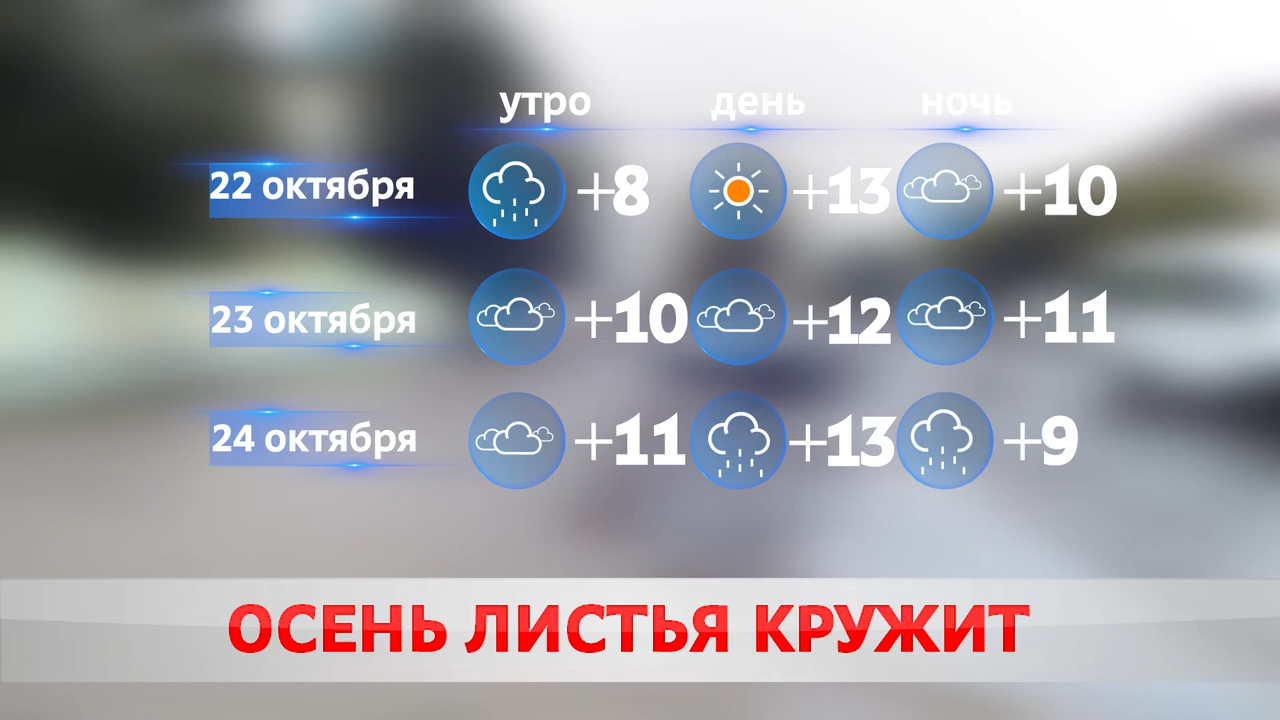 утро день ночь
22 октября +8 +13 +10
23 октября +10 +12 +11
24 октября +11 +13 +9
ОСЕНЬ ЛИСТЬЯ КРУЖИТ